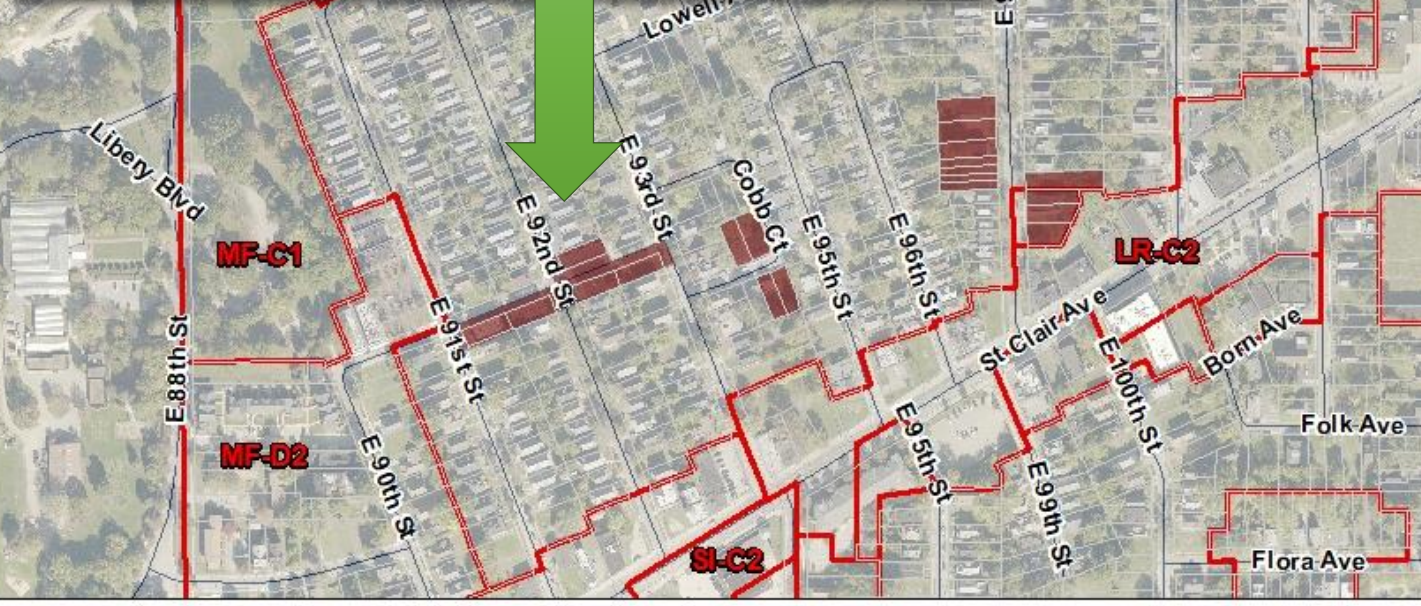 Lowell
E 9
Libery Blvd
E 93rd St
Cobb Ct
E 92nd St
E 95th St
E 96th St
MF-C1
LR-C2
E 91st St
E 88th St
St Clair Ave
E 100th St
Born Ave
MF-D2
E 90th St
E 95th St
E 99th St
Folk Ave
SI-C2
Flora Ave